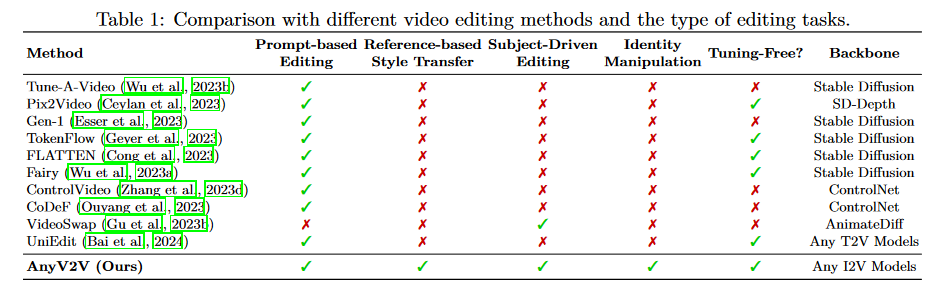 Table 1: Comparison with different video editing methods and the type of editing tasks.
Method Prompt-based Editing Reference-based Style Transfer Subject-Driven Editing Identity Manipulation Tuning-Free? Backbone
Tune-A-Video (Wu et al., 2023b) ✓ ✗ ✗ ✗ ✗ Stable Diffusion
Pix2Video (Ceylan et al., 2023) ✓ ✗ ✗ ✗ ✓ SD-Depth
Gen-1 (Esser et al., 2023) ✓ ✗ ✗ ✗ ✗ Stable Diffusion
TokenFlow (Geyer et al., 2023) ✓ ✗ ✗ ✗ ✓ Stable Diffusion
FLATTEN (Cong et al., 2023) ✓ ✗ ✗ ✗ ✓ Stable Diffusion
Fairy (Wu et al., 2023a) ✓ ✗ ✗ ✗ ✓ Stable Diffusion
ControlVideo (Zhang et al., 2023d) ✓ ✗ ✗ ✗ ✗ ControlNet
CoDeF (Ouyang et al., 2023) ✓ ✗ ✗ ✗ ✗ ControlNet
VideoSwap (Gu et al., 2023b) ✗ ✗ ✓ ✗ ✗ AnimateDiff
UniEdit (Bai et al., 2024) ✓ ✗ ✗ ✗ ✓ Any T2V Models
AnyV2V (Ours) ✓ ✓ ✓ ✓ ✓ Any I2V Models